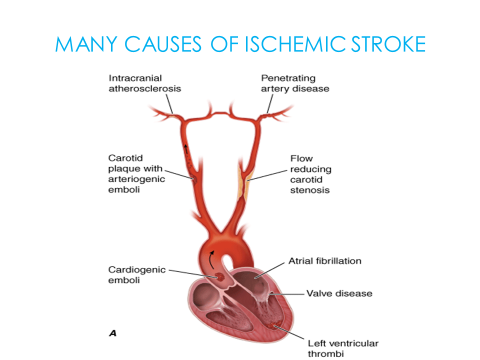 MANY CAUSES OF ISCHEMIC STROKE
Intracranial
atherosclerosis
Penetrating
artery disease
Carotid
plaque with
arteriogenic
emboli
Flow
reducing
carotid
stenosis
Cardiogenic
emboli
Atrial fibrillation
Valve disease
Left ventricular
thrombi
A